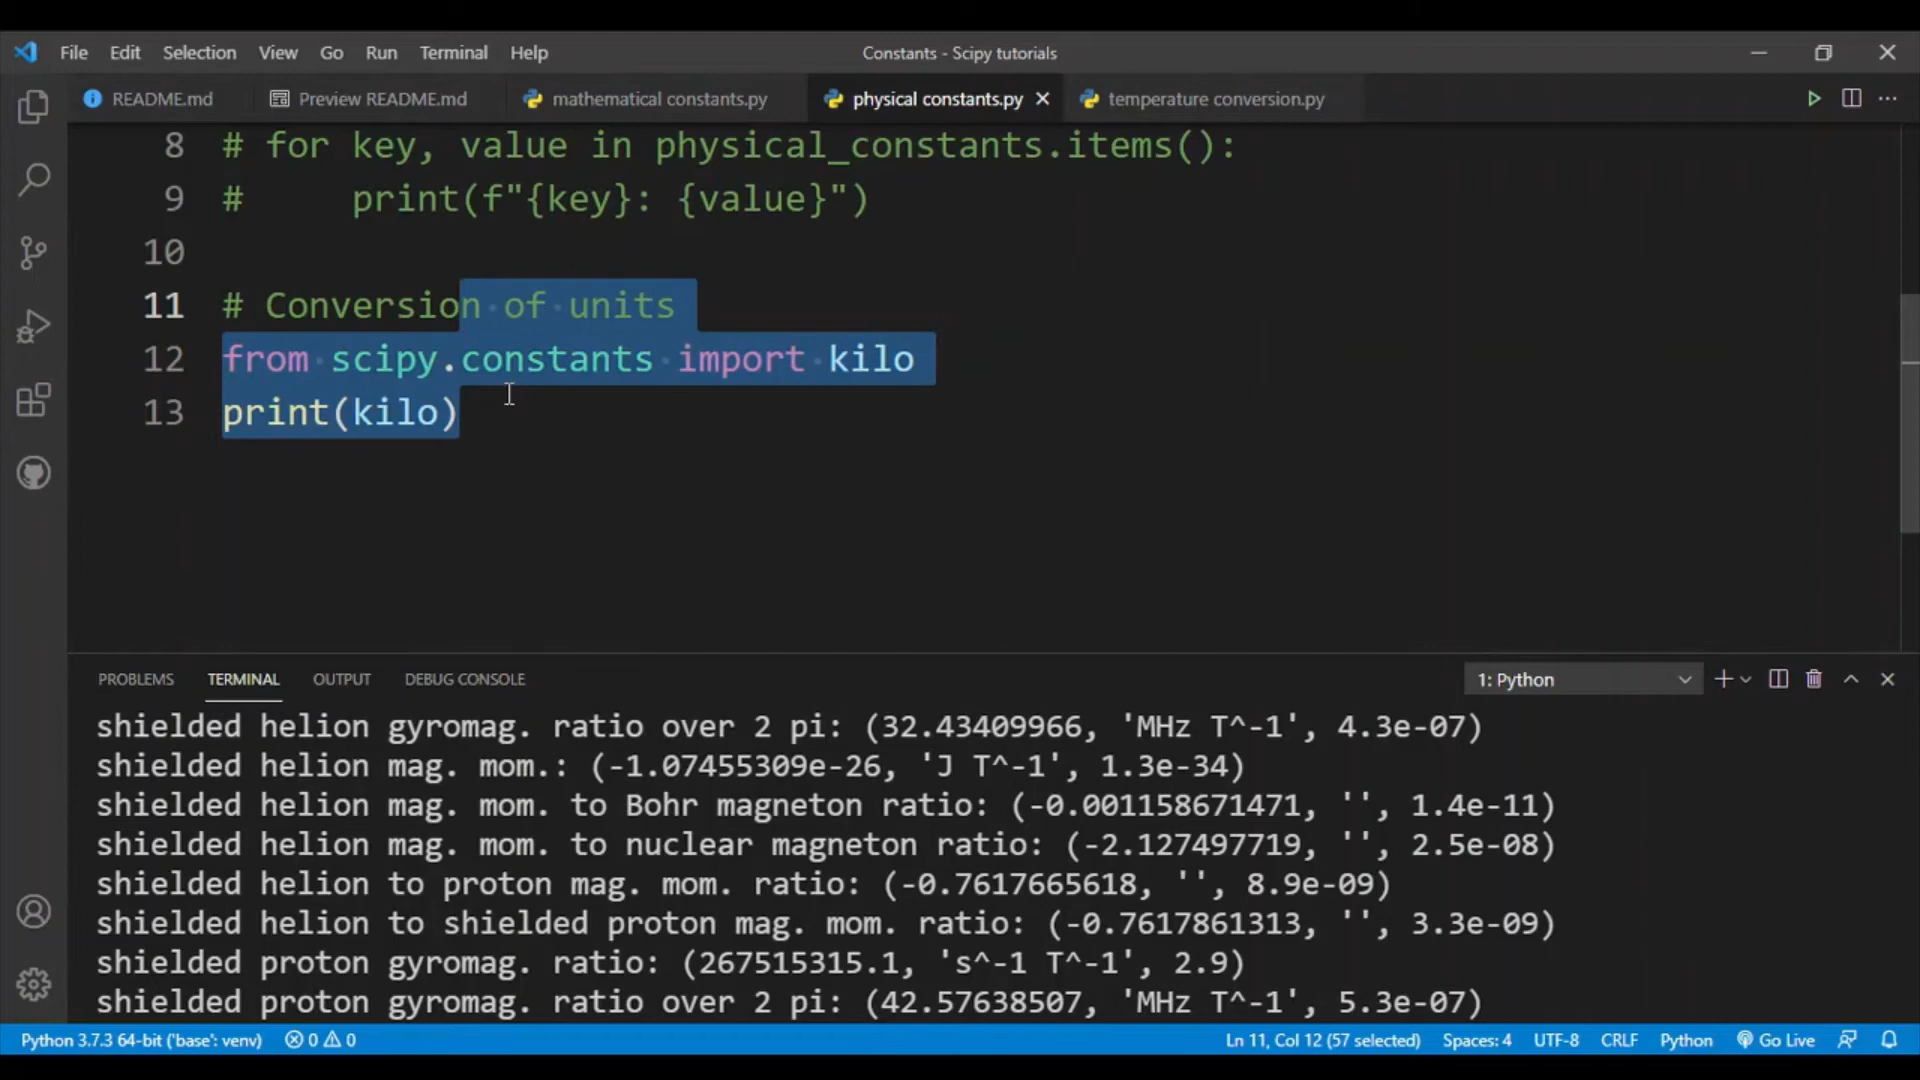 File Edit Selection View Go Run Terminal Help Constants - Scipy tutorials
README.md Preview README.md mathematical constants.py physical constants.py temperature conversion.py
8 # for key, value in physical_constants.items():
9 #     print(f"{key}: {value}")
10
11 # Conversion of units
12 from scipy.constants import kilo
13 print(kilo)
PROBLEMS TERMINAL OUTPUT DEBUG CONSOLE 1: Python
shielded helion gyromag. ratio over 2 pi: (32.43409966, 'MHz T^-1', 4.3e-07)
shielded helion mag. mom.: (-1.07455309e-26, 'J T^-1', 1.3e-34)
shielded helion mag. mom. to Bohr magneton ratio: (-0.001158671471, '', 1.4e-11)
shielded helion mag. mom. to nuclear magneton ratio: (-2.127497719, '', 2.5e-08)
shielded helion to proton mag. mom. ratio: (-0.7617665618, '', 8.9e-09)
shielded helion to shielded proton mag. mom. ratio: (-0.7617861313, '', 3.3e-09)
shielded proton gyromag. ratio: (267515315.1, 's^-1 T^-1', 2.9)
shielded proton gyromag. ratio over 2 pi: (42.57638507, 'MHz T^-1', 5.3e-07)
Python 3.7.3 64-bit ('base': venv) 0 0 Ln 11, Col 12 (57 selected) Spaces: 4 UTF-8 CRLF Python Go Live